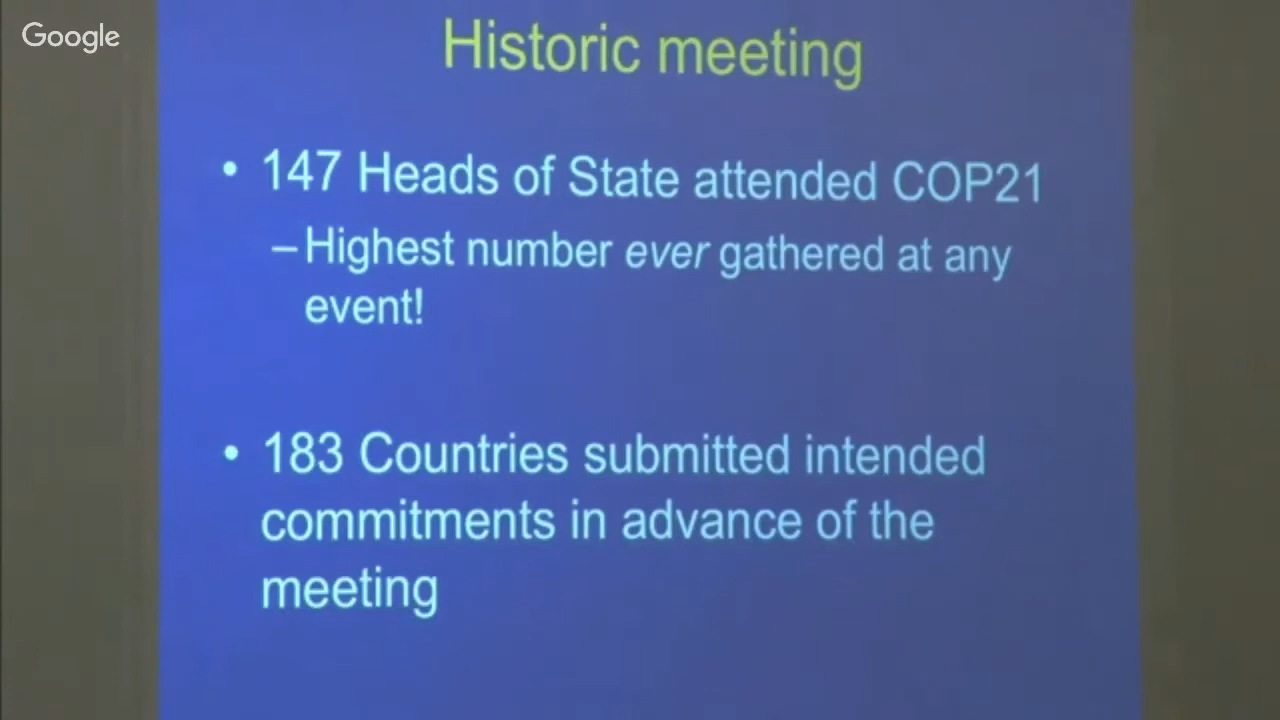 Google
Historic meeting
• 147 Heads of State attended COP21
– Highest number ever gathered at any
event!
• 183 Countries submitted intended
commitments in advance of the
meeting